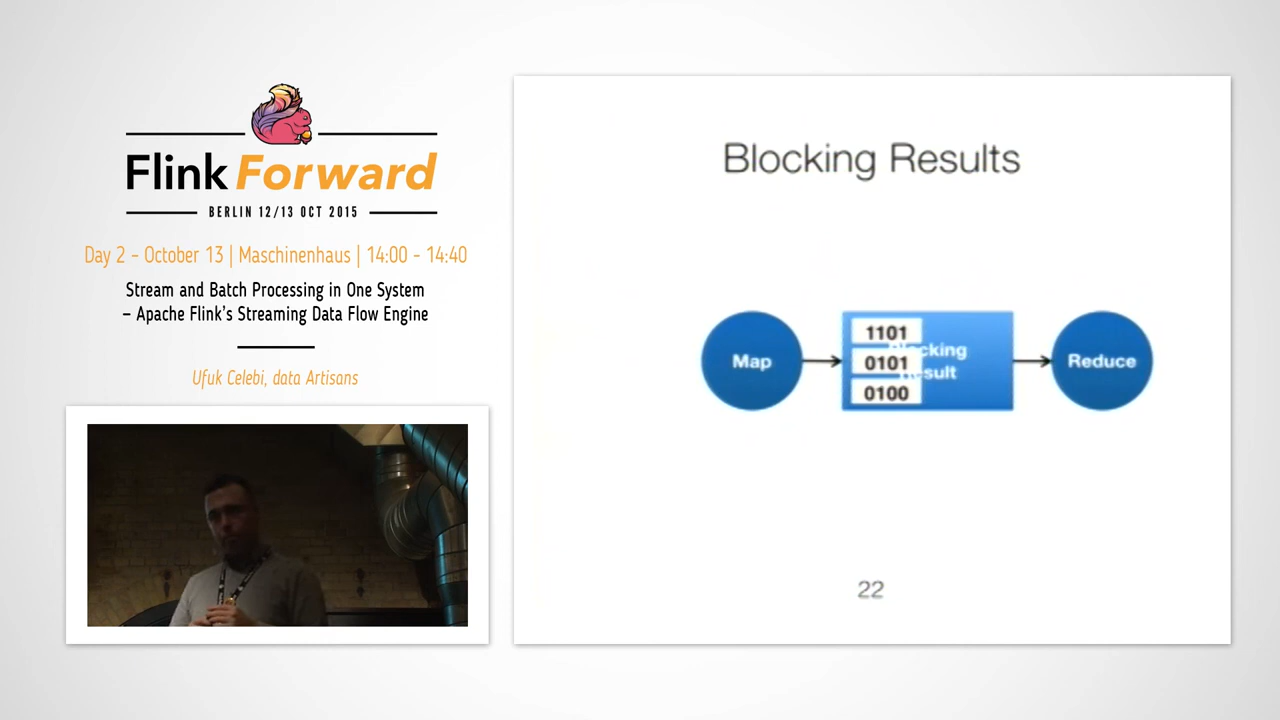 Flink Forward
BERLIN 12/13 OCT 2015
Day 2 - October 13 | Maschinenhaus | 14:00 - 14:40
Stream and Batch Processing in One System
– Apache Flink's Streaming Data Flow Engine
Ufuk Celebi, data Artisans
Blocking Results
Map
1101
0101
0100
Reduce
22